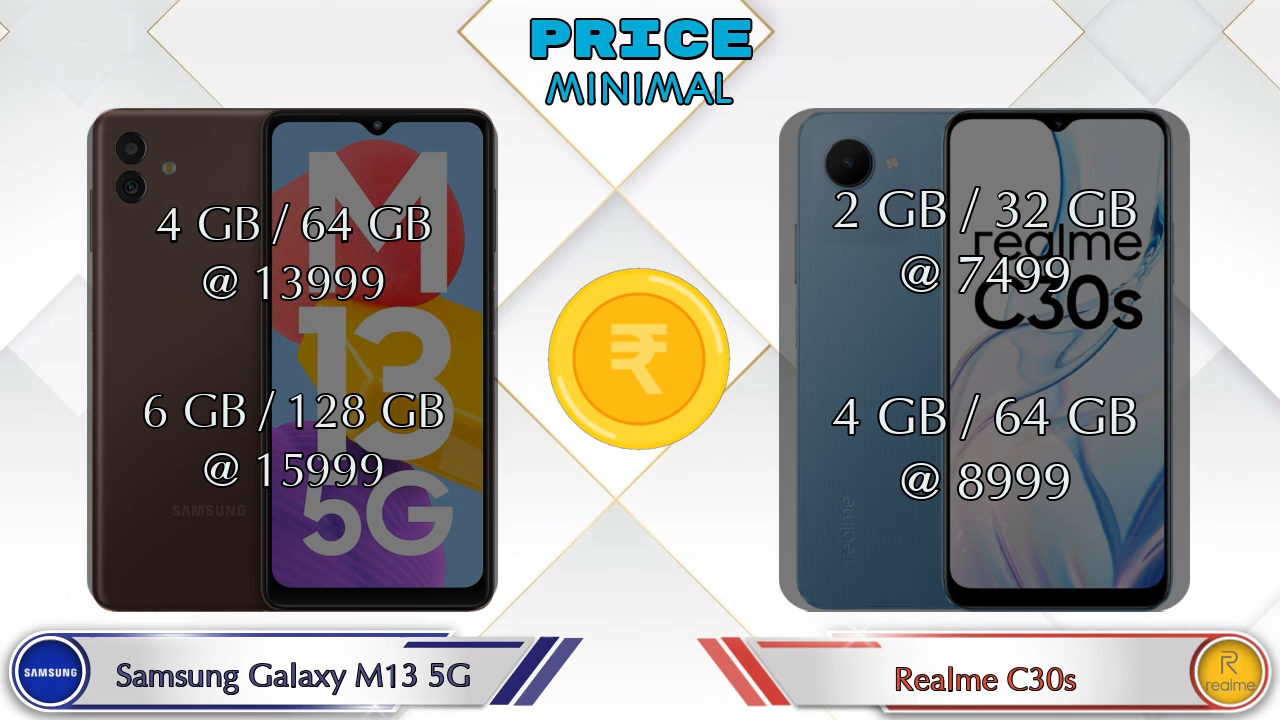 PRICE
MINIMAL
4 GB / 64 GB
@ 13999
6 GB / 128 GB
@ 15999
M
13
5G
SAMSUNG
₹
2 GB / 32 GB
@ 7499
4 GB / 64 GB
@ 8999
realme
C30s
realme
SAMSUNG
Samsung Galaxy M13 5G
Realme C30s
R
realme